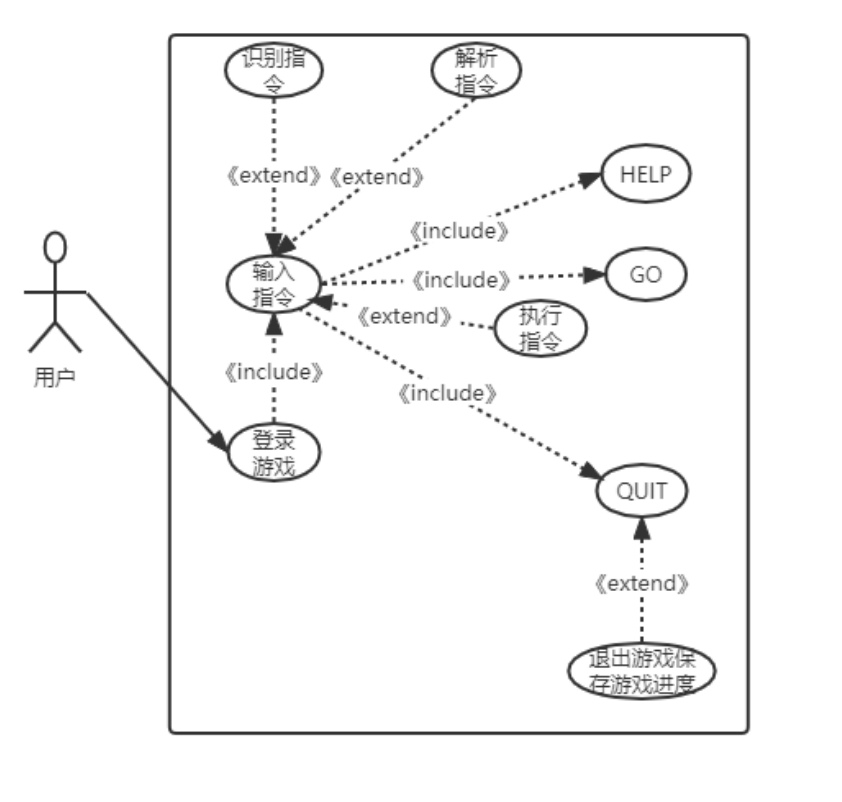 识别指
令
解析
指令
《extend》
《extend》
HELP
《include》
输入
指令
《include》
GO
《extend》
执行
指令
用户
《include》
《include》
登录
游戏
QUIT
《extend》
退出游戏保
存游戏进度